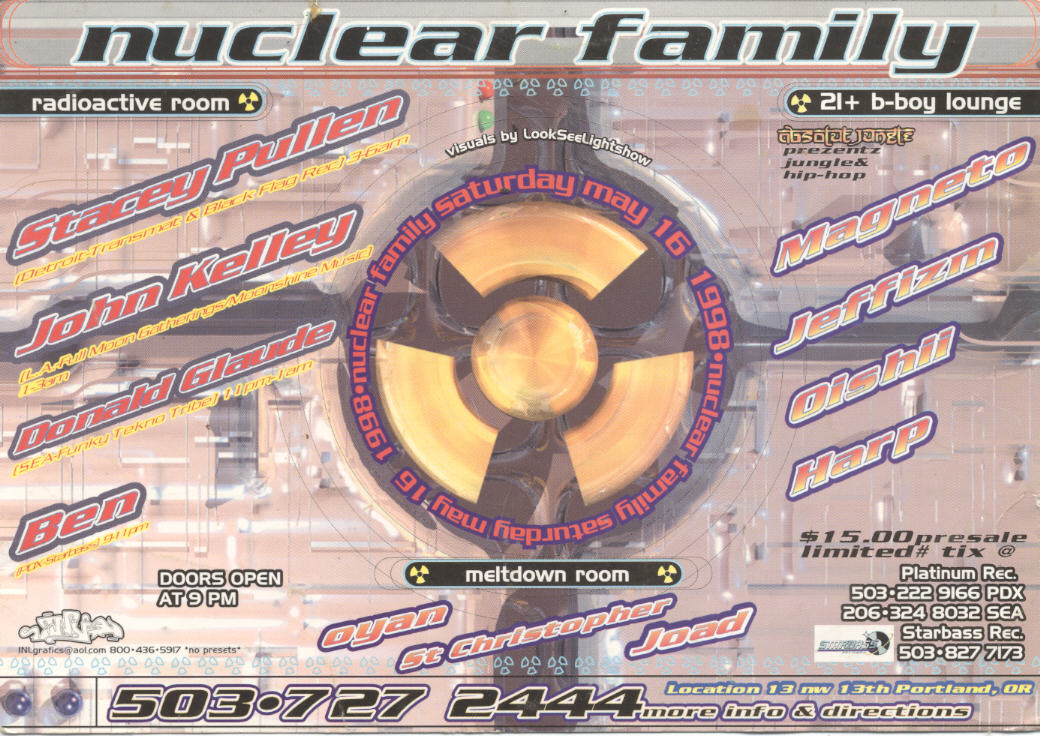 nuclear family
radioactive room
21+ b-boy lounge
Stacey Pullen
(Detroit-Transmat & Black Flag Rec) 3-6am
John Kelley
(L.A.-Full Moon Gatherings/Moonshine Music)
1-3am
Donald Glaude
(SEA-Funky Tekno Tribe) 11pm-1am
Ben
(PDX-Starbass) 9-11pm
DOORS OPEN
AT 9 PM
INLgrafics@aol.com 800•436•5917 *no presets*
visuals by LookSeeLightshow
nuclear family saturday may 16 1998•nuclear family saturday may 16 1998•
meltdown room
oyan
St Christopher
Joad
absolut jungle
prezentz
jungle&
hip-hop
Magneto
Jeffizm
Oishii
Harp
$15.00 presale
limited# tix @
Platinum Rec.
503•222 9166 PDX
206•324 8032 SEA
Starbass Rec.
503•827 7173
STARBASS
503•727 2444
Location 13 nw 13th Portland, OR
more info & directions